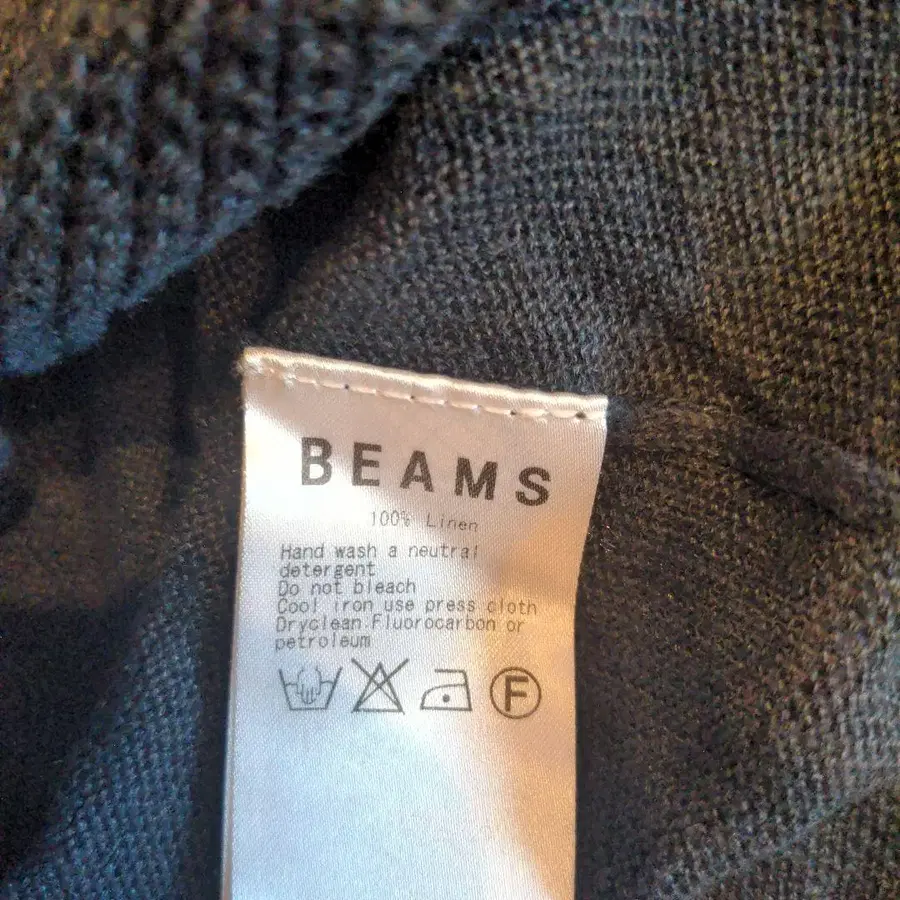 BEAMS
100% Linen
Hand wash a neutral
detergent
Do not bleach
Cool iron use press cloth
Dryclean.Fluorocarbon or
petroleum
F